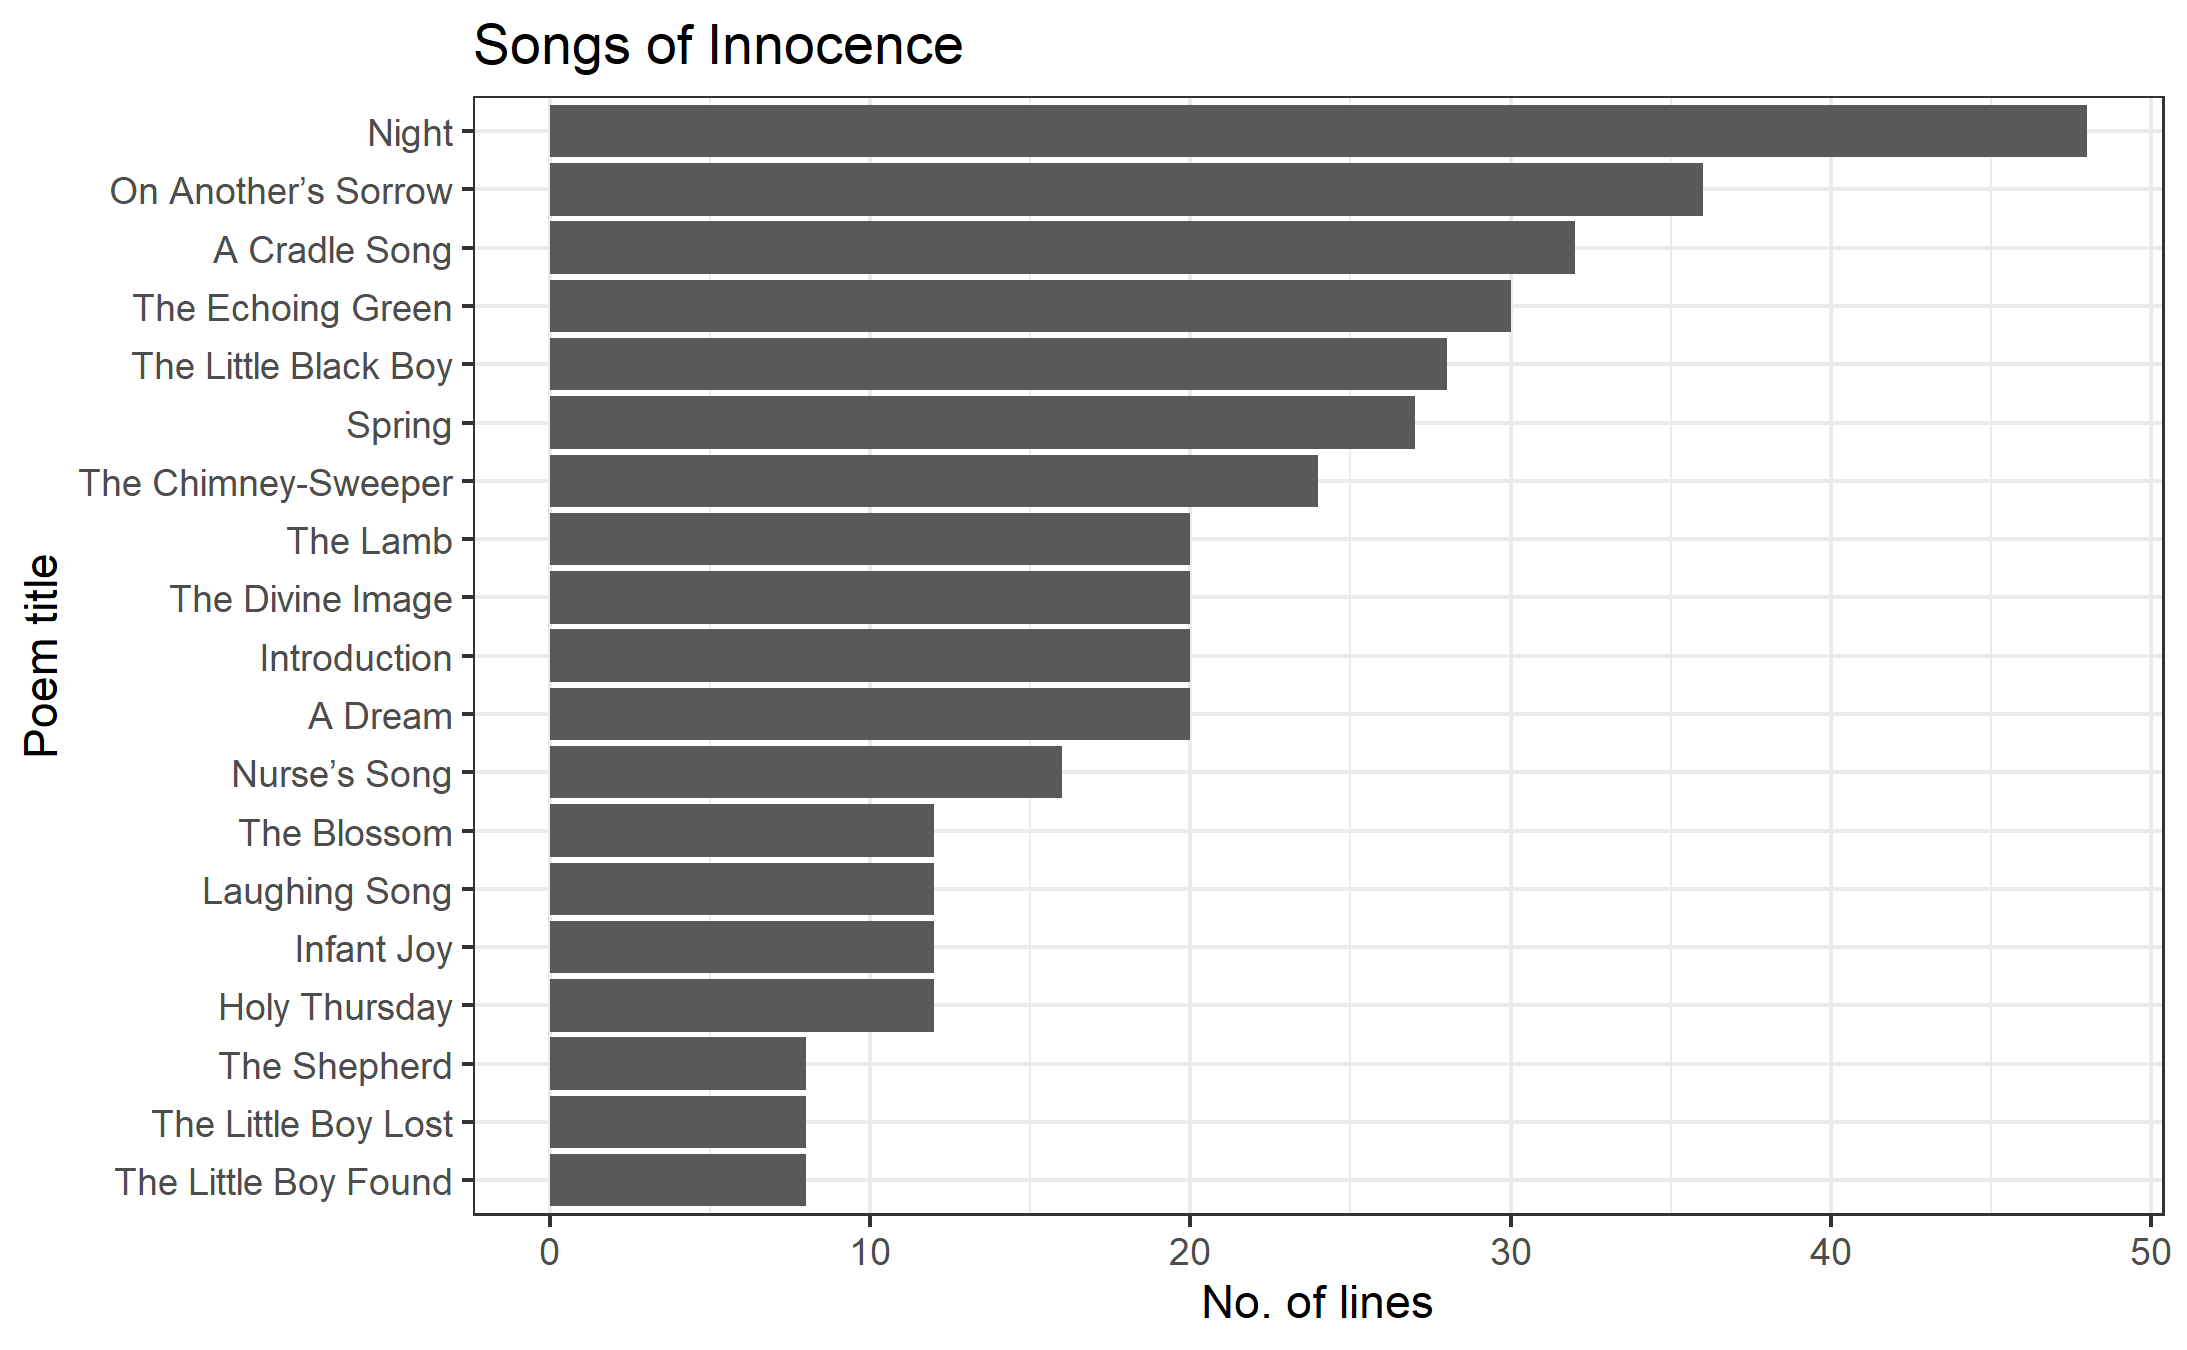 Songs of Innocence
Night
On Another’s Sorrow
A Cradle Song
The Echoing Green
The Little Black Boy
Spring
The Chimney-Sweeper
The Lamb
The Divine Image
Introduction
A Dream
Nurse’s Song
The Blossom
Laughing Song
Infant Joy
Holy Thursday
The Shepherd
The Little Boy Lost
The Little Boy Found
Poem title
0 10 20 30 40 50
No. of lines